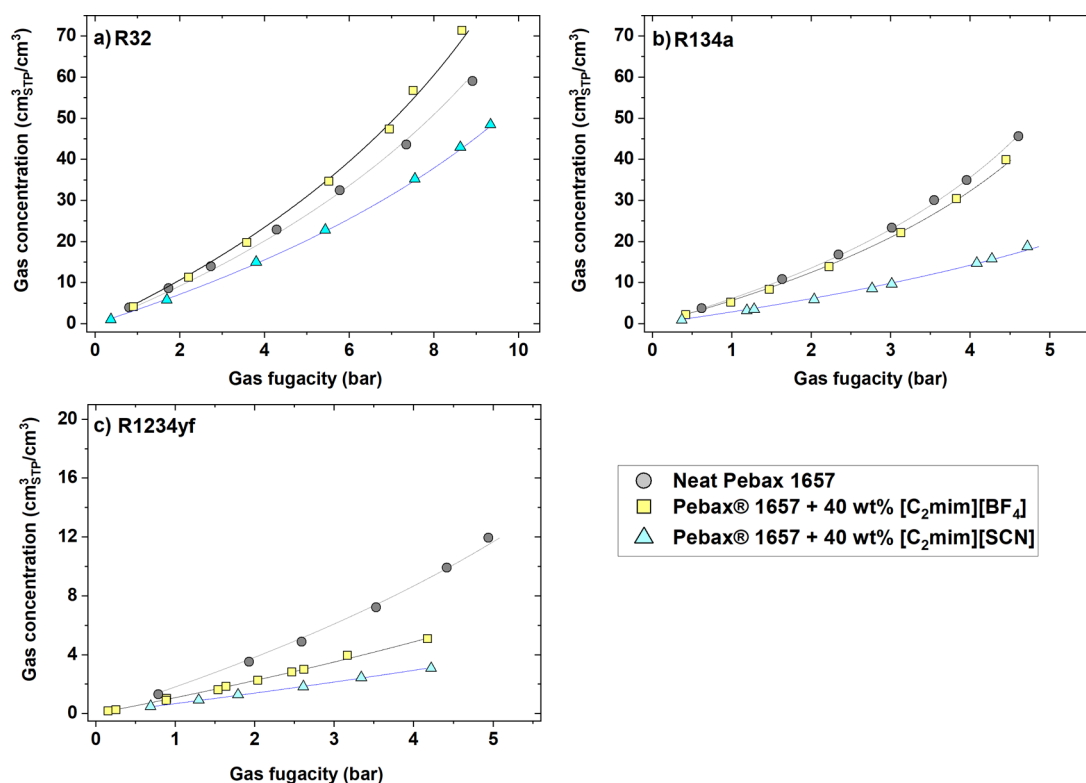 a) R32
Gas concentration (cm³STP/cm³)
70
60
50
40
30
20
10
0
0 2 4 6 8 10
Gas fugacity (bar)
b) R134a
Gas concentration (cm³STP/cm³)
70
60
50
40
30
20
10
0
0 1 2 3 4 5
Gas fugacity (bar)
c) R1234yf
Gas concentration (cm³STP/cm³)
20
16
12
8
4
0
0 1 2 3 4 5
Gas fugacity (bar)
Neat Pebax 1657
Pebax® 1657 + 40 wt% [C₂mim][BF₄]
Pebax® 1657 + 40 wt% [C₂mim][SCN]